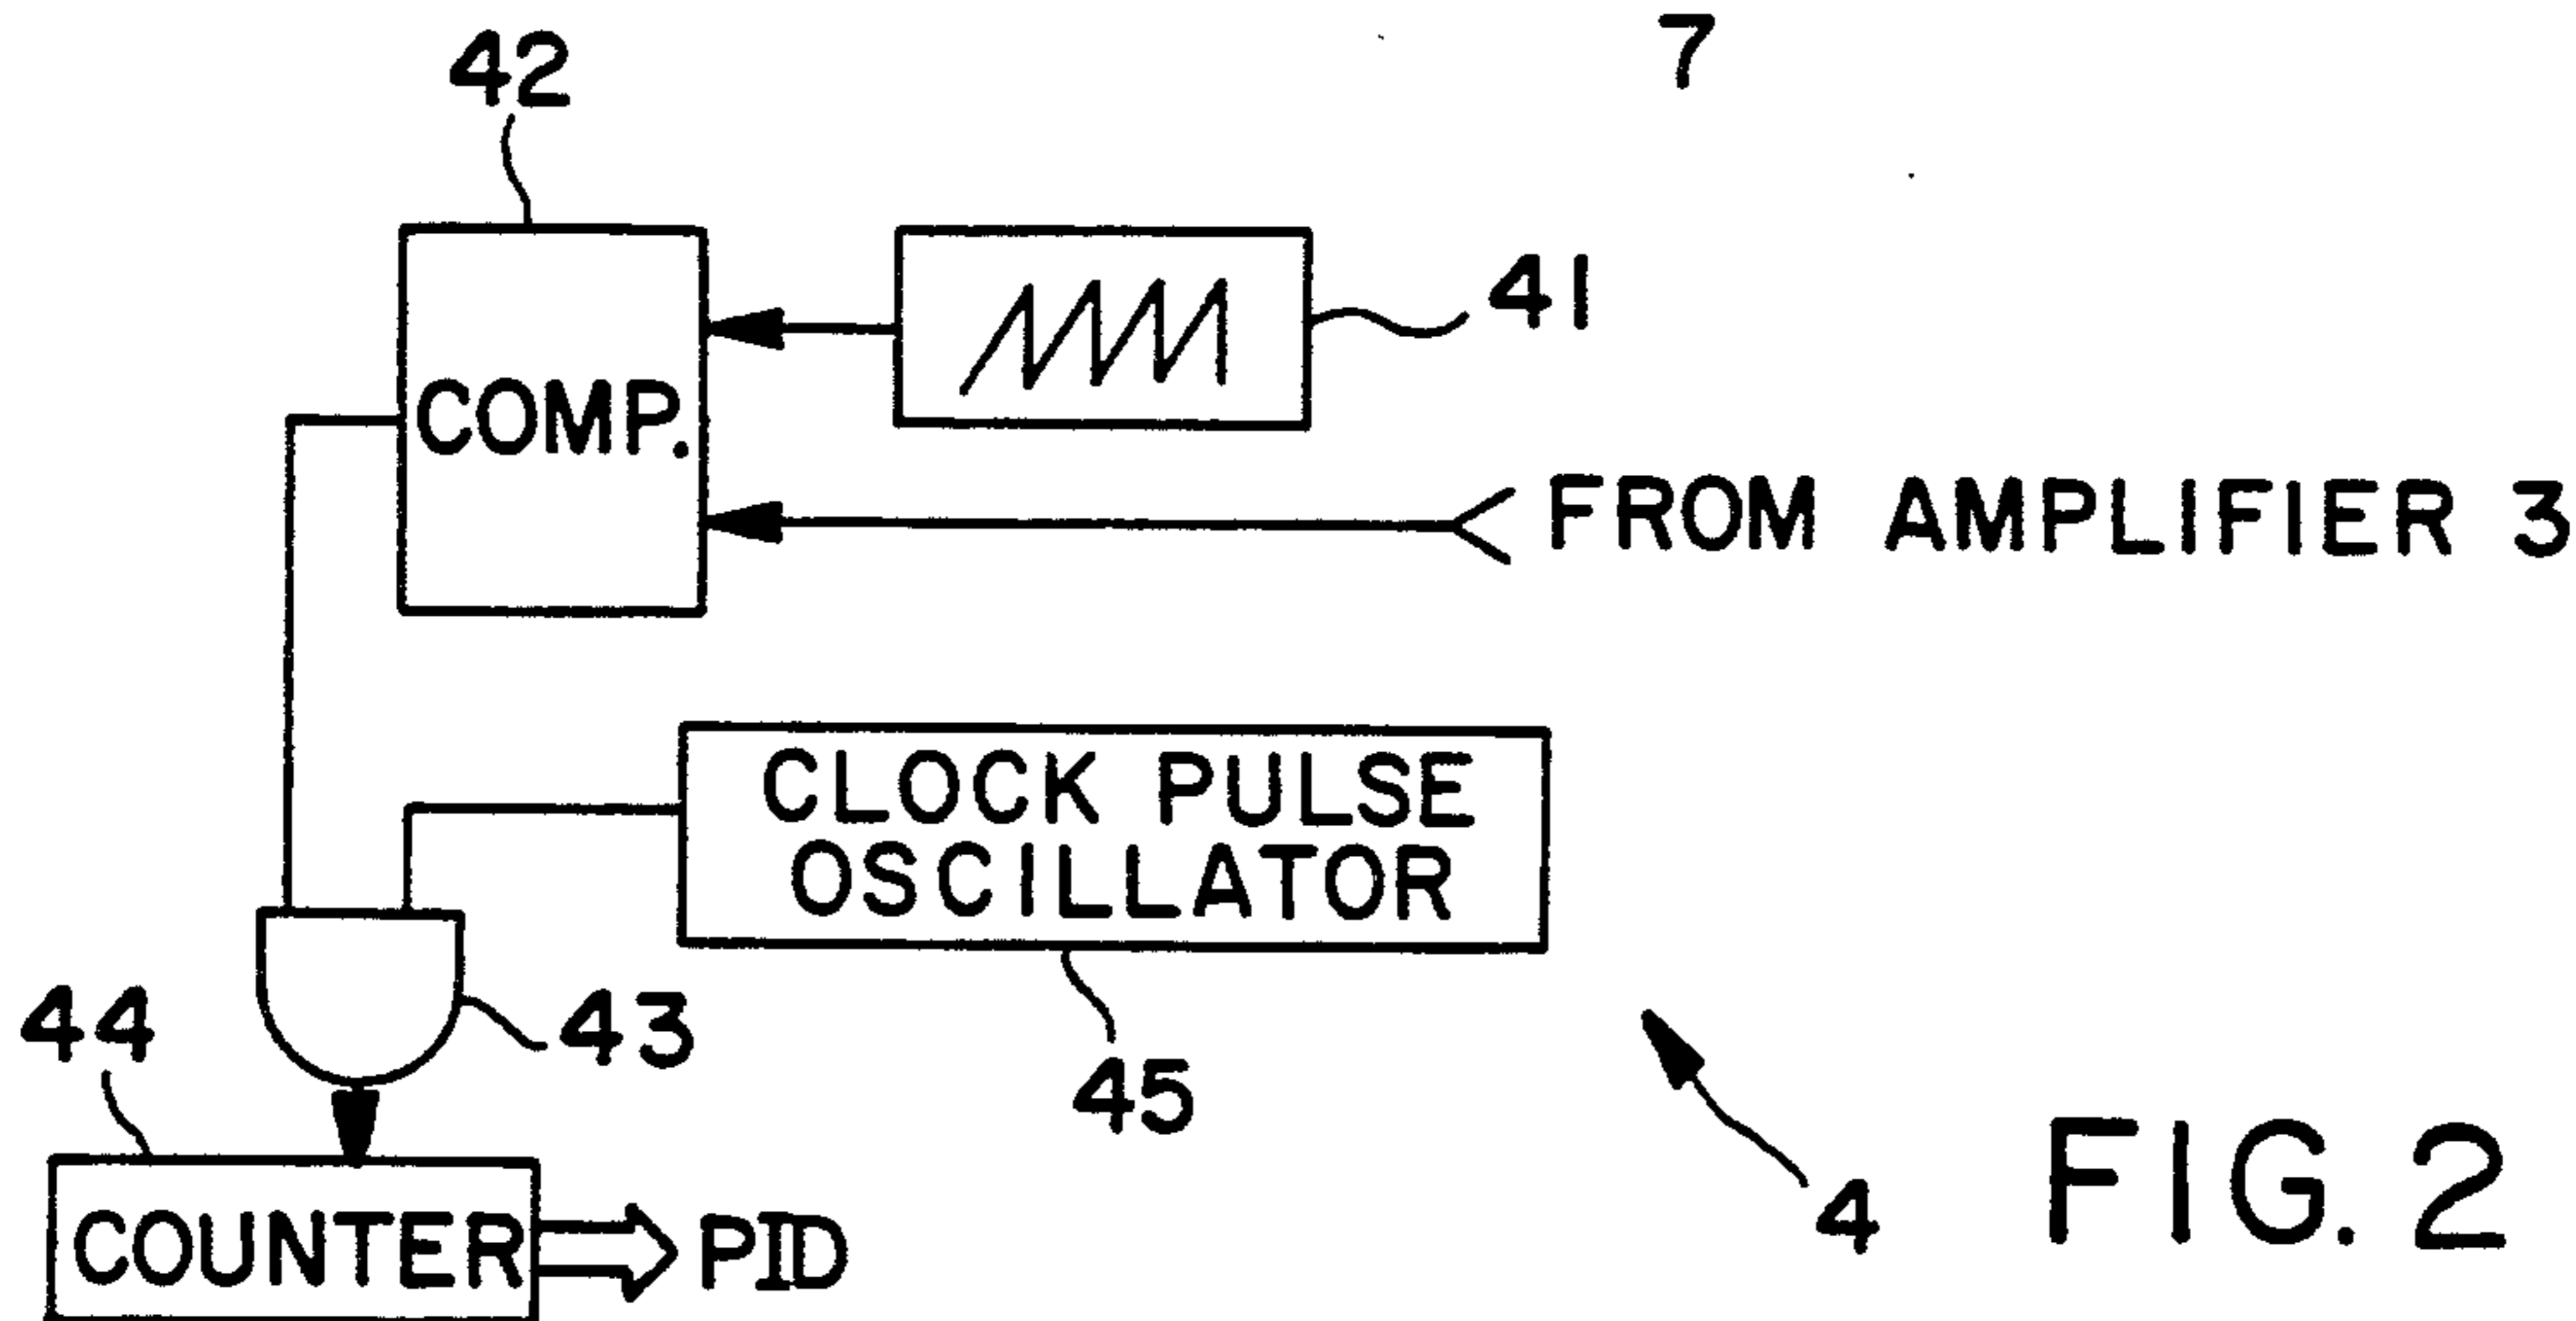 7
42
41
COMP.
FROM AMPLIFIER 3
CLOCK PULSE
OSCILLATOR
44
43
45
COUNTER
PID
4
FIG. 2